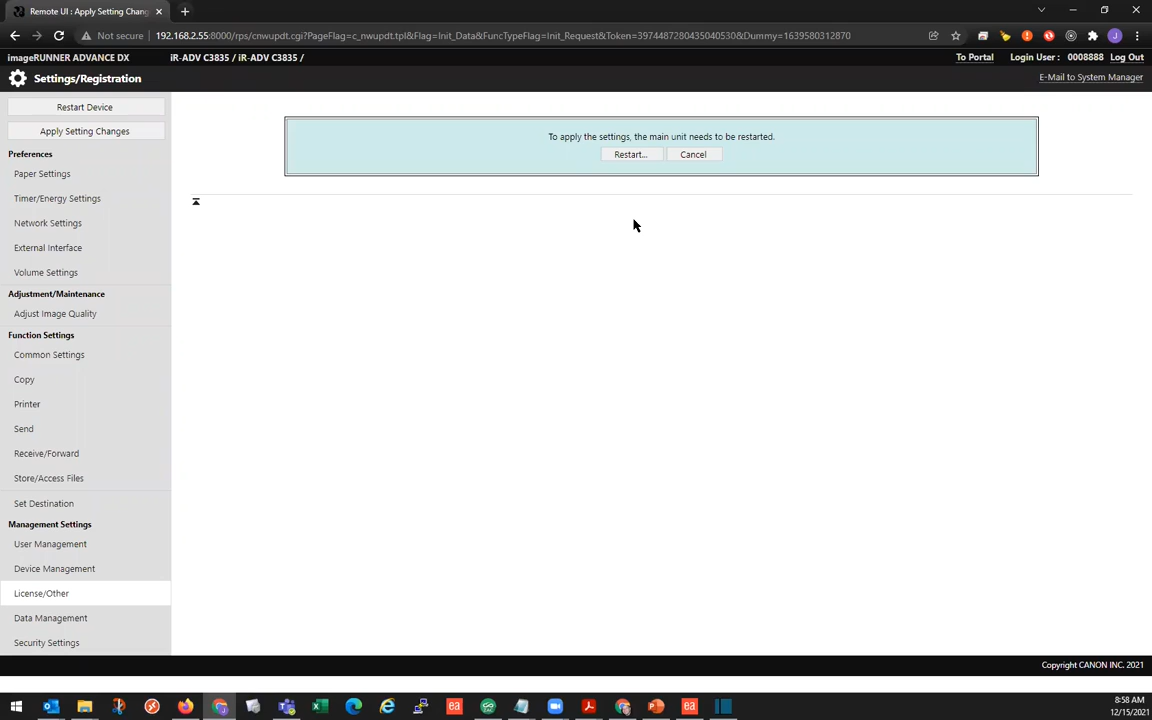 Remote UI : Apply Setting Chang
Not secure
192.168.2.55:8000/rps/cnwupdt.cgi?PageFlag=c_nwupdt.tpl&Flag=Init_Data&FuncTypeFlag=Init_Request&Token=3974487280435040530&Dummy=1639580312870
imageRUNNER ADVANCE DX
iR-ADV C3835 / iR-ADV C3835 /
To Portal
Login User : 0008888 Log Out
Settings/Registration
E-Mail to System Manager
Restart Device
Apply Setting Changes
Preferences
Paper Settings
Timer/Energy Settings
Network Settings
External Interface
Volume Settings
Adjustment/Maintenance
Adjust Image Quality
Function Settings
Common Settings
Copy
Printer
Send
Receive/Forward
Store/Access Files
Set Destination
Management Settings
User Management
Device Management
License/Other
Data Management
Security Settings
To apply the settings, the main unit needs to be restarted.
Restart... Cancel
Copyright CANON INC. 2021
8:58 AM
12/15/2021